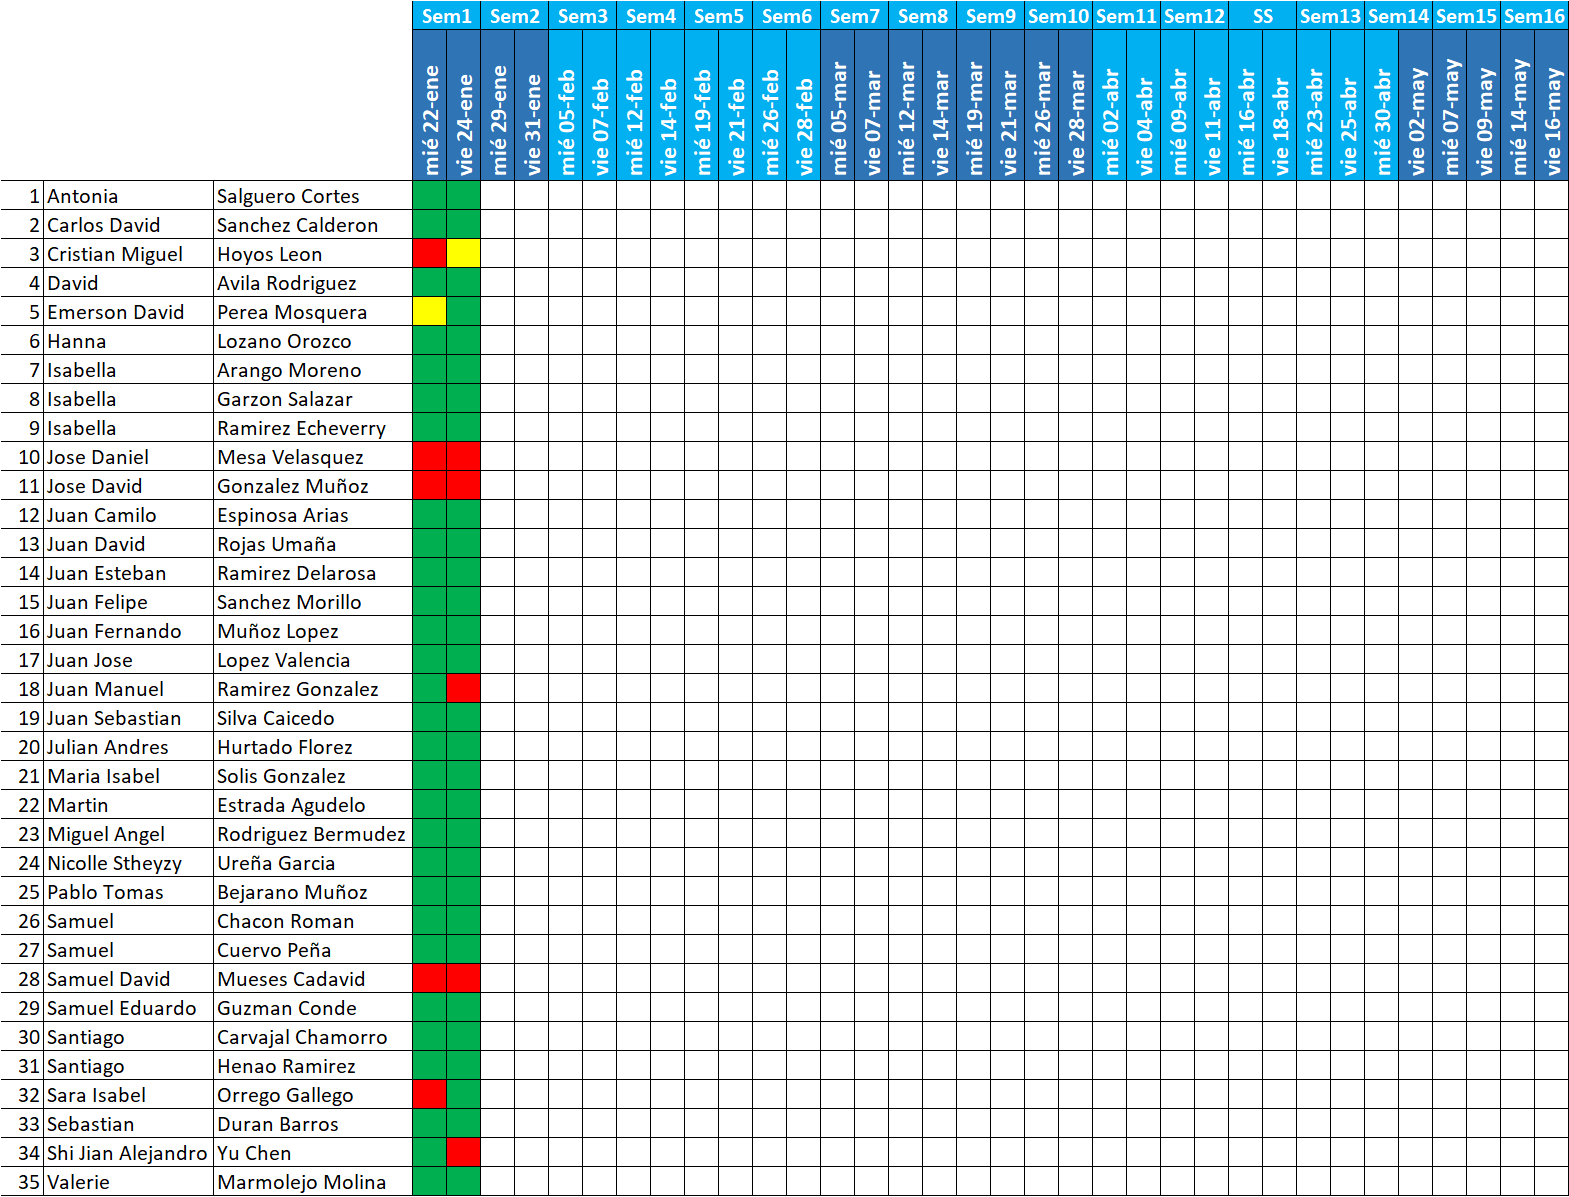 Sem1 Sem2 Sem3 Sem4 Sem5 Sem6 Sem7 Sem8 Sem9 Sem10 Sem11 Sem12 SS Sem13 Sem14 Sem15 Sem16
mié 22-ene
vie 24-ene
mié 29-ene
vie 31-ene
mié 05-feb
vie 07-feb
mié 12-feb
vie 14-feb
mié 19-feb
vie 21-feb
mié 26-feb
vie 28-feb
mié 05-mar
vie 07-mar
mié 12-mar
vie 14-mar
mié 19-mar
vie 21-mar
mié 26-mar
vie 28-mar
mié 02-abr
vie 04-abr
mié 09-abr
vie 11-abr
mié 16-abr
vie 18-abr
mié 23-abr
vie 25-abr
mié 30-abr
vie 02-may
mié 07-may
vie 09-may
mié 14-may
vie 16-may
1 Antonia Salguero Cortes
2 Carlos David Sanchez Calderon
3 Cristian Miguel Hoyos Leon
4 David Avila Rodriguez
5 Emerson David Perea Mosquera
6 Hanna Lozano Orozco
7 Isabella Arango Moreno
8 Isabella Garzon Salazar
9 Isabella Ramirez Echeverry
10 Jose Daniel Mesa Velasquez
11 Jose David Gonzalez Muñoz
12 Juan Camilo Espinosa Arias
13 Juan David Rojas Umaña
14 Juan Esteban Ramirez Delarosa
15 Juan Felipe Sanchez Morillo
16 Juan Fernando Muñoz Lopez
17 Juan Jose Lopez Valencia
18 Juan Manuel Ramirez Gonzalez
19 Juan Sebastian Silva Caicedo
20 Julian Andres Hurtado Florez
21 Maria Isabel Solis Gonzalez
22 Martin Estrada Agudelo
23 Miguel Angel Rodriguez Bermudez
24 Nicolle Stheyzy Ureña Garcia
25 Pablo Tomas Bejarano Muñoz
26 Samuel Chacon Roman
27 Samuel Cuervo Peña
28 Samuel David Mueses Cadavid
29 Samuel Eduardo Guzman Conde
30 Santiago Carvajal Chamorro
31 Santiago Henao Ramirez
32 Sara Isabel Orrego Gallego
33 Sebastian Duran Barros
34 Shi Jian Alejandro Yu Chen
35 Valerie Marmolejo Molina